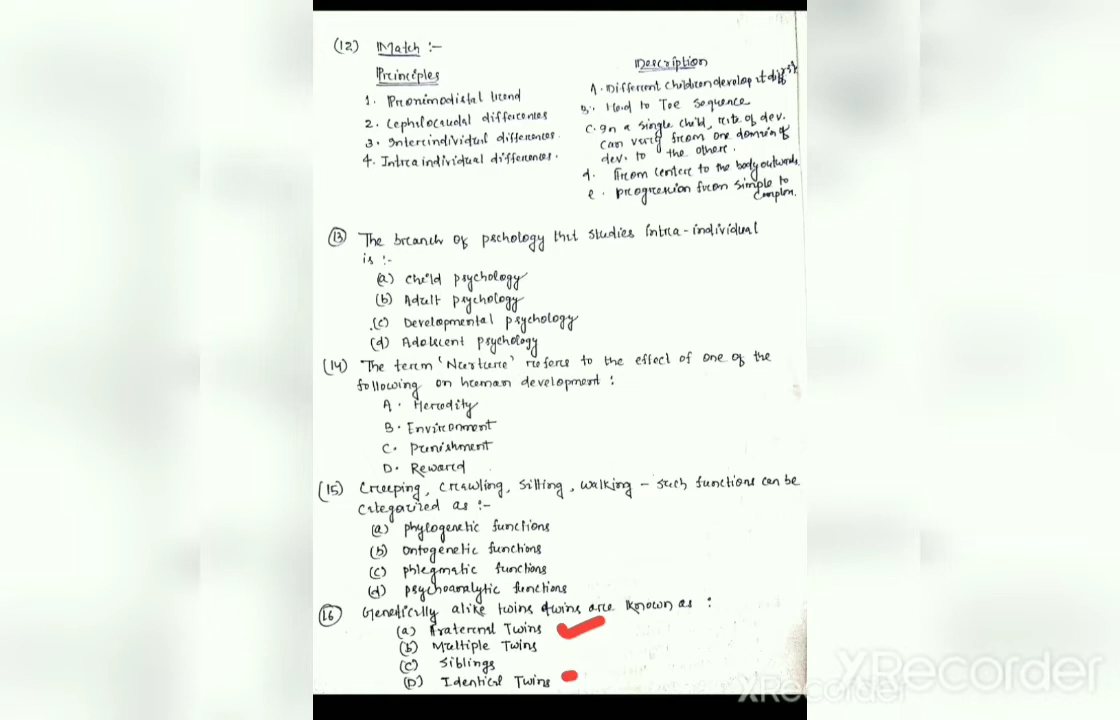 (12) Match :-
Principles
Description
1. Proximodistal trend
2. Cephalocaudal differences
3. Interindividual differences.
4. Intraindividual differences.
A. Different children develop at diff
B. Head to Toe sequence
C. In a single child, rate of dev.
can vary from one domain of
dev. to the other.
d. From center to the body outwards
e. progression from simple to
complex.
(13) The branch of pschology that studies intra-individual
is :-
(a) Child psychology
(b) Adult psychology
(c) Developmental psychology
(d) Adolscent psychology
(14) The term 'Nurture' refers to the effect of one of the
following on human development :
A. Heredity
B. Environment
C. Punishment
D. Reward
(15) Creeping, crawling, sitting, walking - such functions can be
categorized as :-
(a) phylogenetic functions
(b) ontogenetic functions
(c) phlegmatic functions
(d) psychoanalytic functions
(16) Genetically alike twins twins are known as :
(a) Fraternal Twins
(b) Multiple Twins
(c) Siblings
(D) Identical Twins
XRecorder
XRecorder